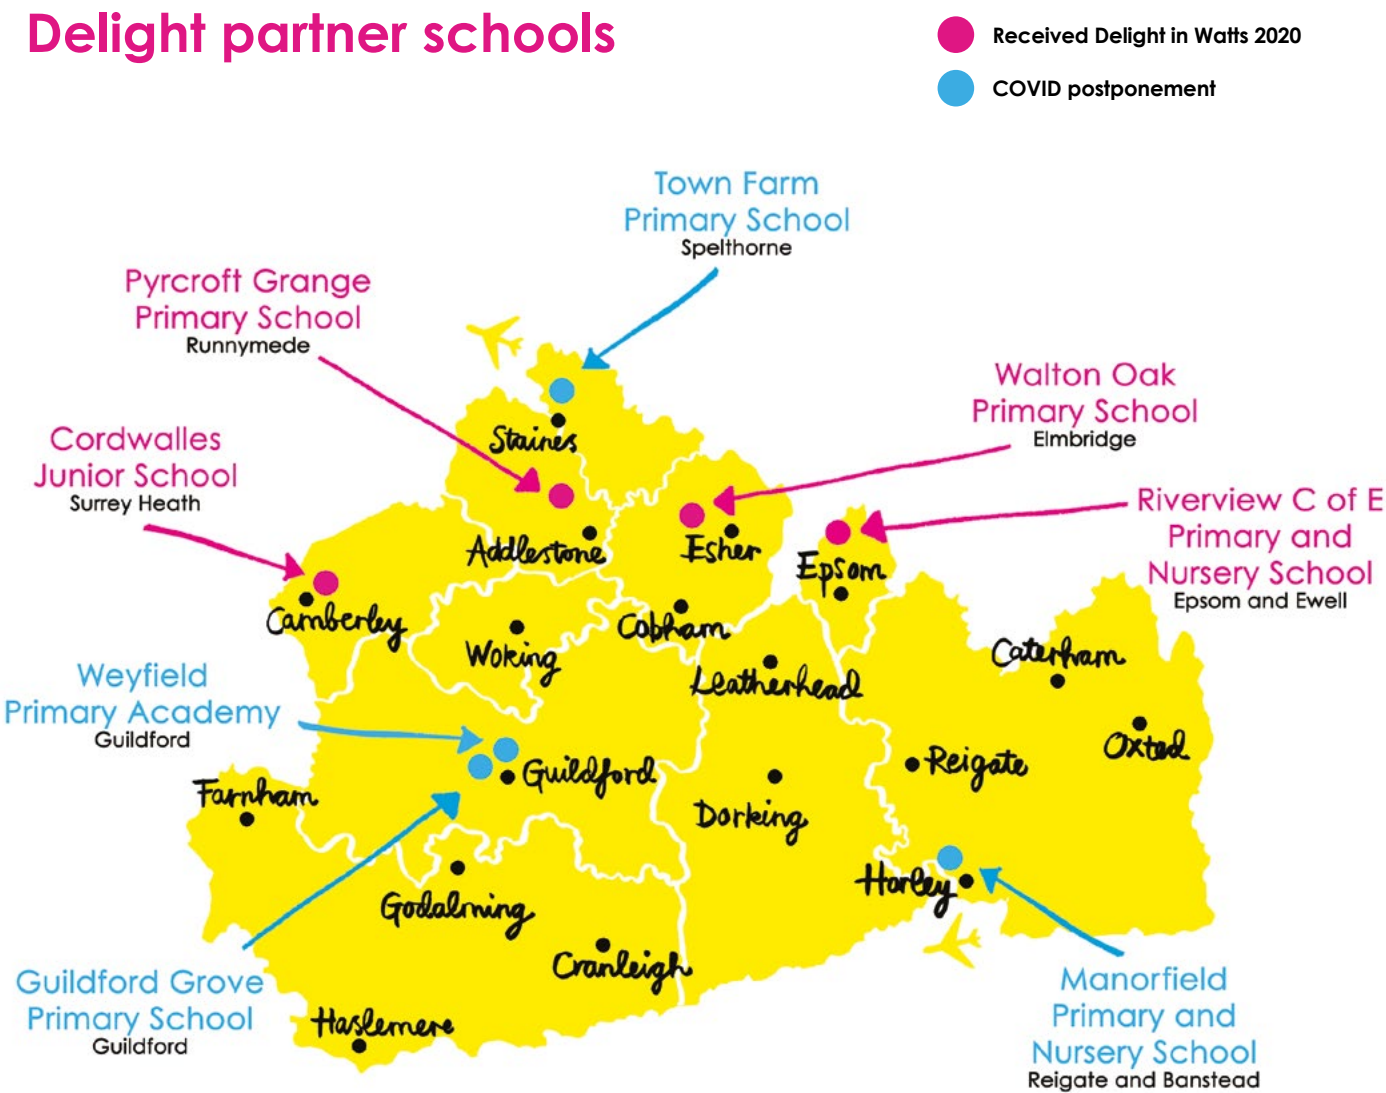 Delight partner schools
Received Delight in Watts 2020
COVID postponement
Town Farm
Primary School
Spelthorne
Pyrcroft Grange
Primary School
Runnymede
Walton Oak
Primary School
Elmbridge
Cordwalles
Junior School
Surrey Heath
Riverview C of E
Primary and
Nursery School
Epsom and Ewell
Staines
Addlestone
Esher
Epsom
Camberley
Woking
Cobham
Leatherhead
Caterham
Oxted
Weyfield
Primary Academy
Guildford
Guildford
Reigate
Farnham
Dorking
Horley
Godalming
Cranleigh
Haslemere
Guildford Grove
Primary School
Guildford
Manorfield
Primary and
Nursery School
Reigate and Banstead